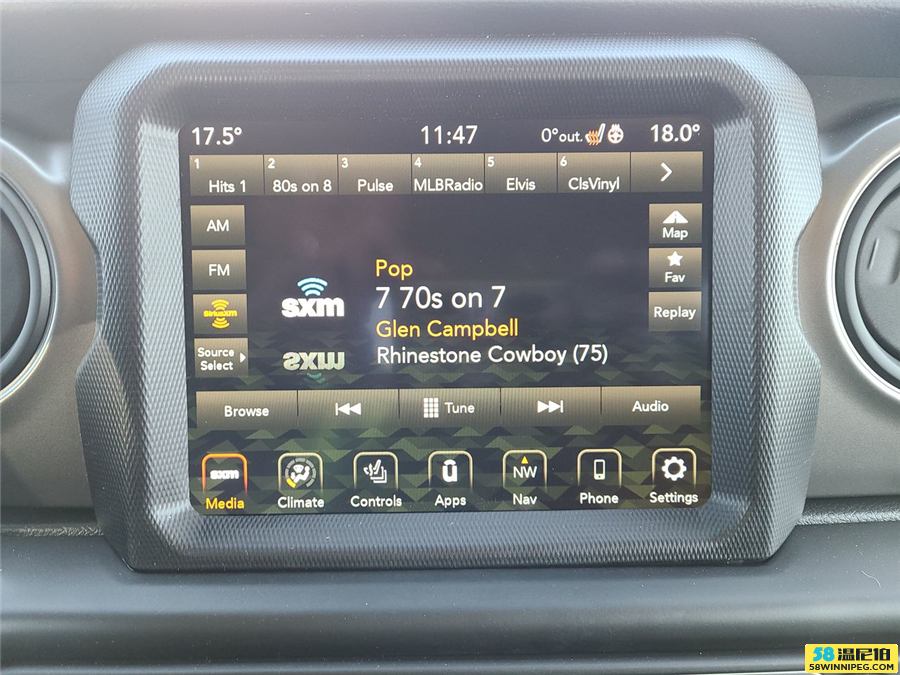 17.5° 11:47 0°out. 18.0°
1 2 3 4 5 6
Hits 1 80s on 8 Pulse MLBRadio Elvis ClsVinyl
AM
Map
FM
Pop
Fav
sxm
7 70s on 7
SiriusXM
Replay
Glen Campbell
Source
Select
Rhinestone Cowboy (75)
Browse Tune Audio
sxm NW
Media Climate Controls Apps Nav Phone Settings
58温尼伯
58WINNIPEG.COM